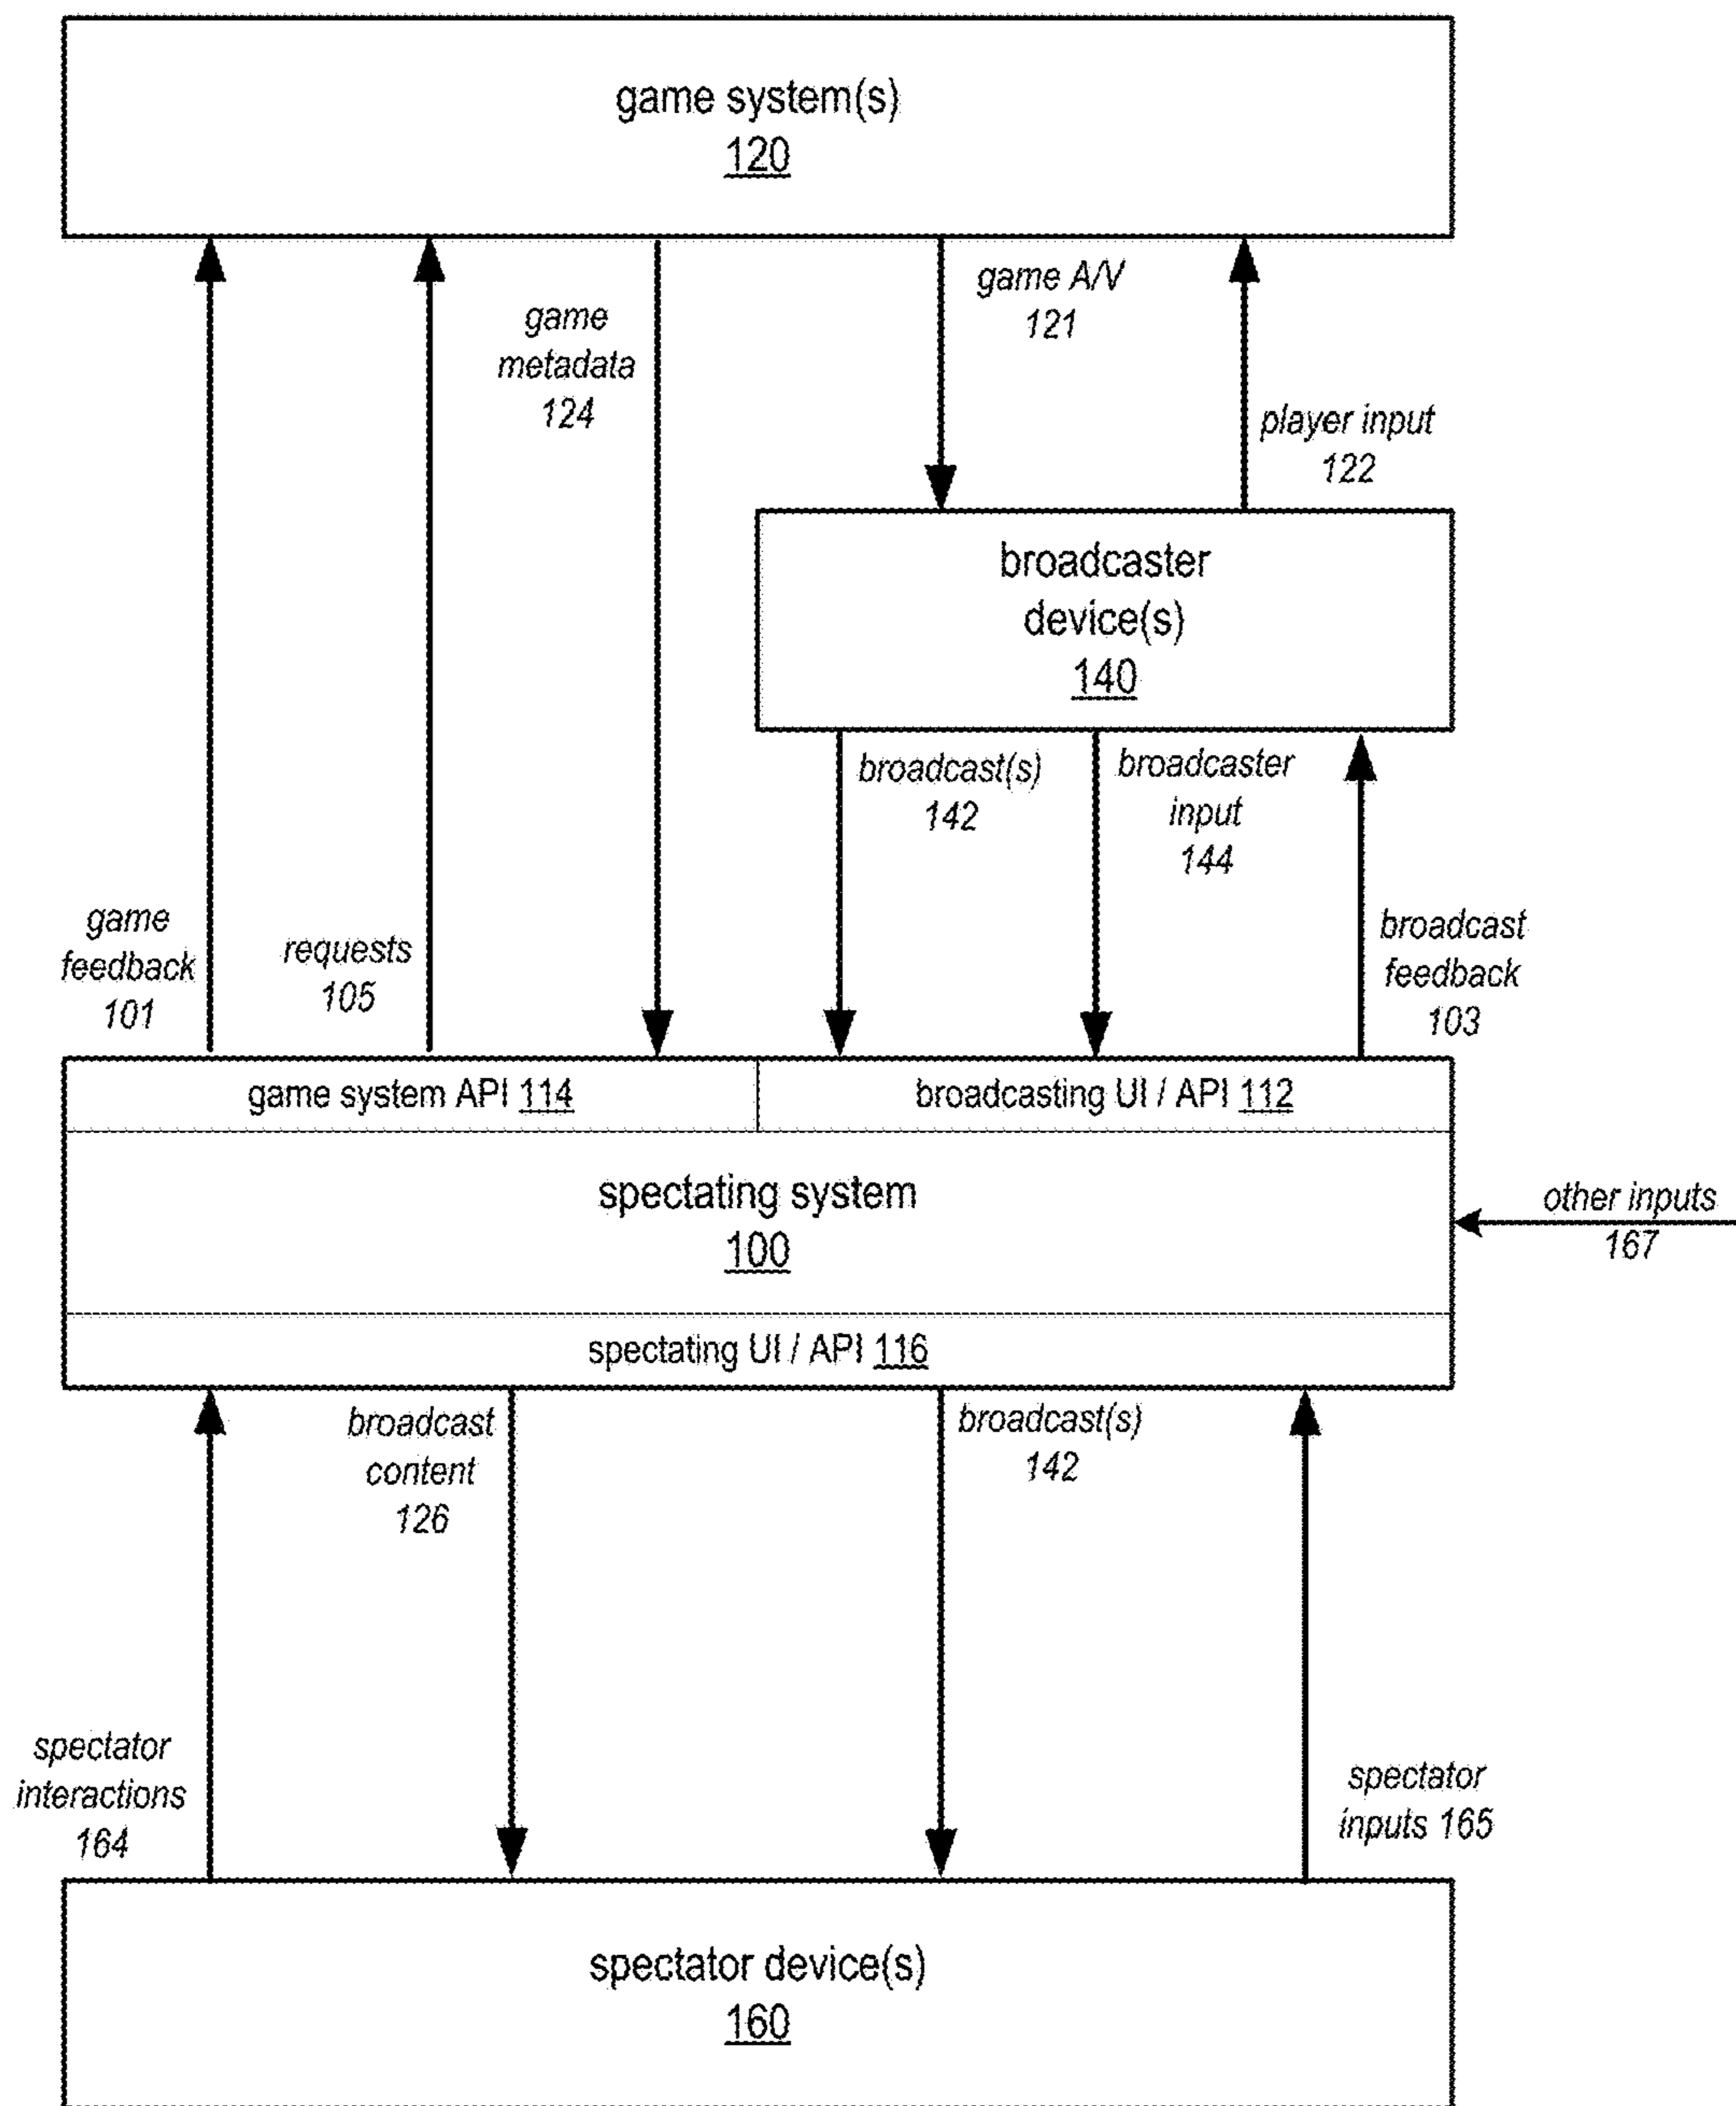 game system(s)
120
game A/V
121
game
metadata
124
player input
122
broadcaster
device(s)
140
broadcast(s)
142
broadcaster
input
144
game
feedback
101
requests
105
broadcast
feedback
103
game system API 114
broadcasting UI / API 112
spectating system
100
other inputs
167
spectating UI / API 116
broadcast
content
126
broadcast(s)
142
spectator
interactions
164
spectator
inputs 165
spectator device(s)
160